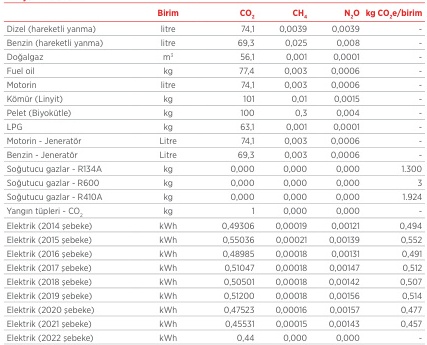 Birim CO2 CH4 N2O kg CO2e/birim
Dizel (hareketli yanma) litre 74,1 0,0039 0,0039 -
Benzin (hareketli yanma) litre 69,3 0,025 0,008 -
Doğalgaz m³ 56,1 0,001 0,0001 -
Fuel oil kg 77,4 0,003 0,0006 -
Motorin litre 74,1 0,003 0,0006 -
Kömür (Linyit) kg 101 0,01 0,0015 -
Pelet (Biyokütle) kg 100 0,3 0,004 -
LPG kg 63,1 0,001 0,0001 -
Motorin - Jeneratör Litre 74,1 0,003 0,0006 -
Benzin - Jeneratör Litre 69,3 0,003 0,0006 -
Soğutucu gazlar - R134A kg 0,000 0,000 0,000 1.300
Soğutucu gazlar - R600 kg 0,000 0,000 0,000 3
Soğutucu gazlar - R410A kg 0,000 0,000 0,000 1.924
Yangın tüpleri - CO2 kg 1 0,000 0,000 -
Elektrik (2014 şebeke) kWh 0,49306 0,00019 0,00121 0,494
Elektrik (2015 şebeke) kWh 0,55036 0,00021 0,00139 0,552
Elektrik (2016 şebeke) kWh 0,48985 0,00018 0,00131 0,491
Elektrik (2017 şebeke) kWh 0,51047 0,00018 0,00147 0,512
Elektrik (2018 şebeke) kWh 0,50501 0,00018 0,00142 0,507
Elektrik (2019 şebeke) kWh 0,51200 0,00018 0,00156 0,514
Elektrik (2020 şebeke) kWh 0,47523 0,00016 0,00157 0,477
Elektrik (2021 şebeke) kWh 0,45531 0,00015 0,00143 0,457
Elektrik (2022 şebeke) kWh 0,44 0,000 0,000 -